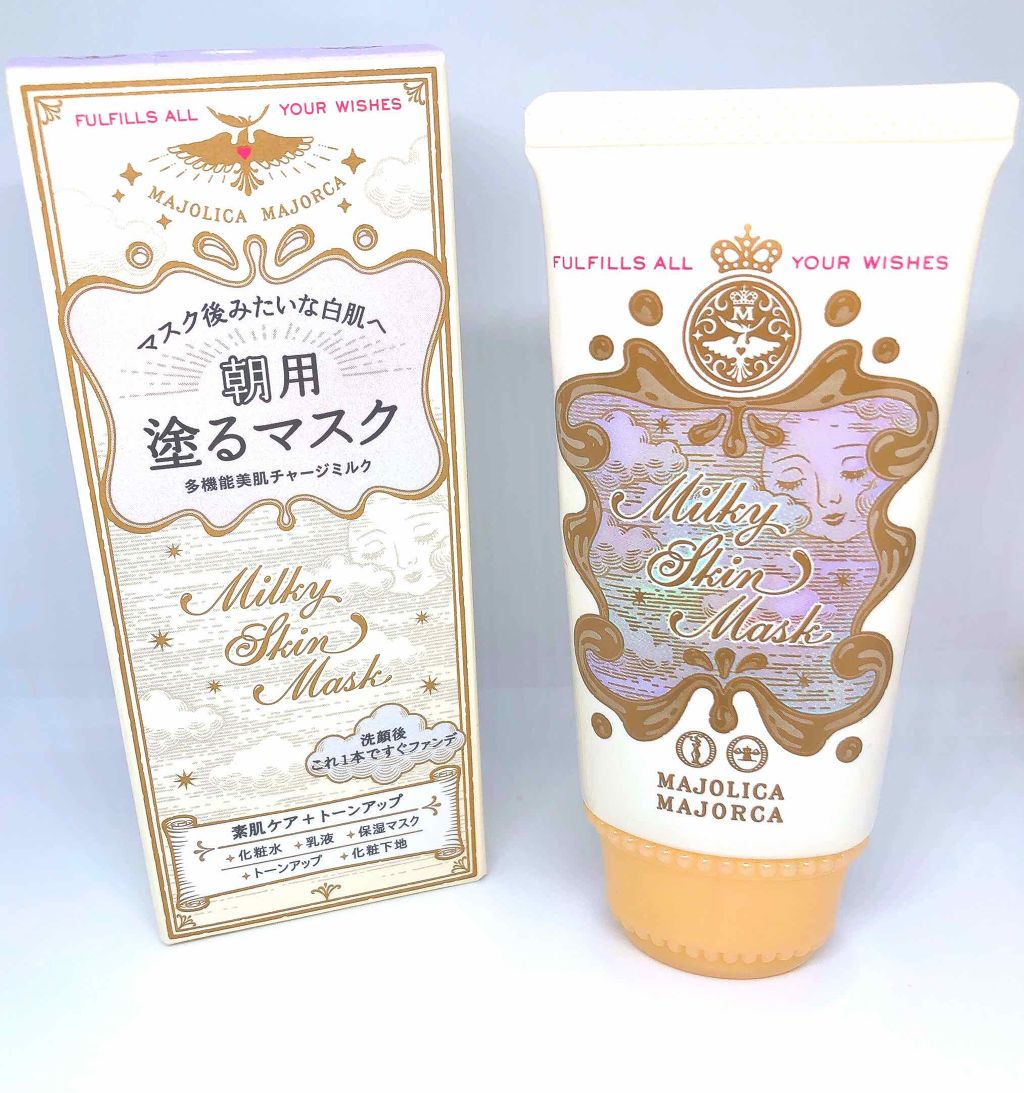 FULFILLS ALL YOUR WISHES
MAJOLICA MAJORCA
マスク後みたいな白肌へ
朝用
塗るマスク
多機能美肌チャージミルク
Milky
Skin
Mask
洗顔後
これ1本ですぐファンデ
素肌ケア+トーンアップ
化粧水 乳液 保湿マスク
トーンアップ 化粧下地
FULFILLS ALL YOUR WISHES
M
Milky
Skin
Mask
MAJOLICA
MAJORCA